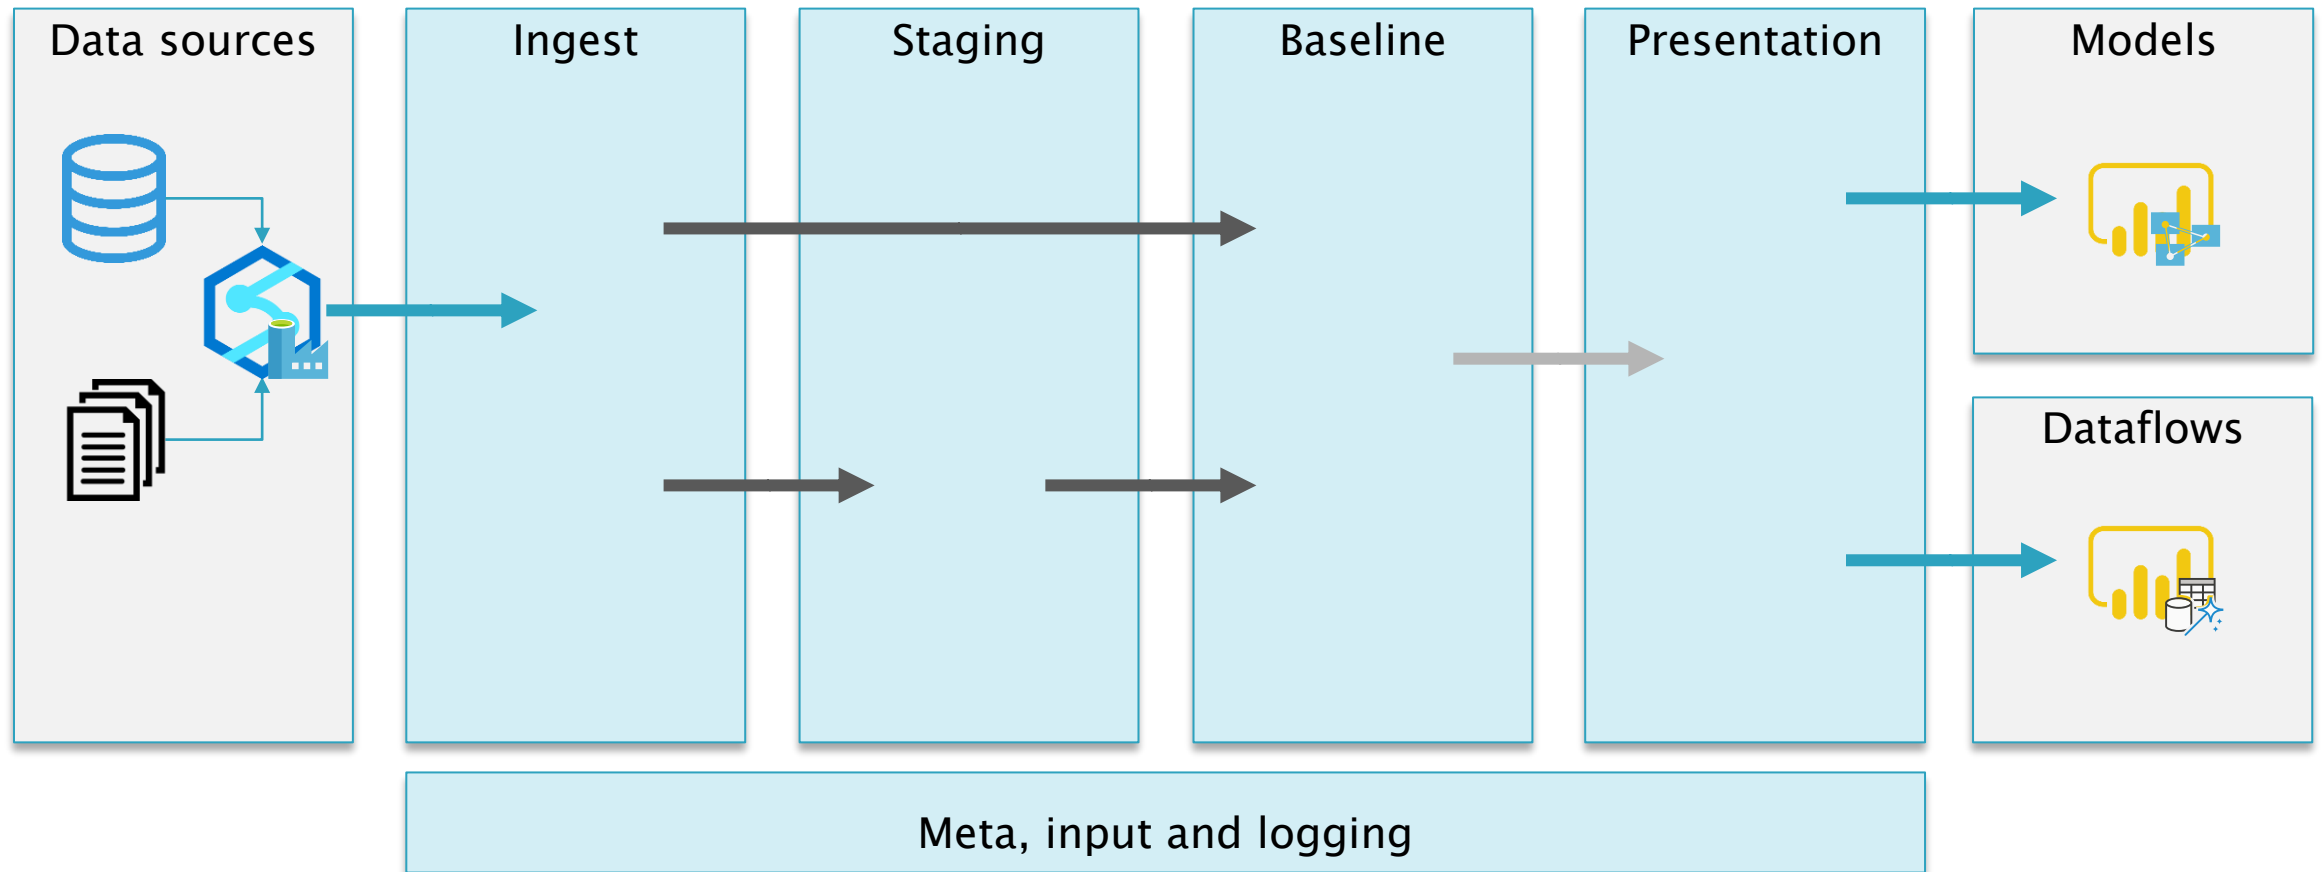 Data sources
Ingest
Staging
Baseline
Presentation
Models
Dataflows
Meta, input and logging